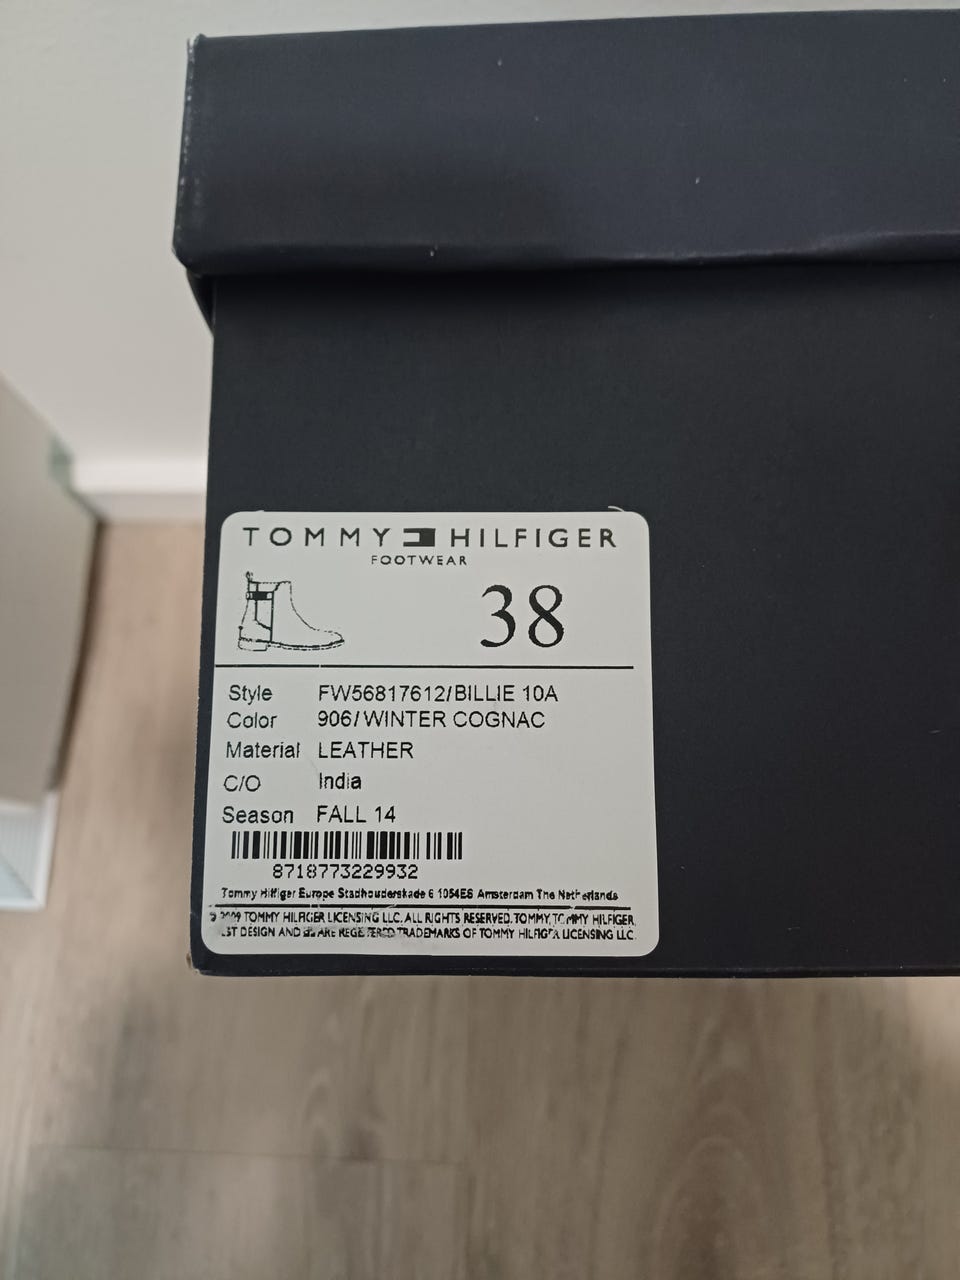 TOMMY HILFIGER
FOOTWEAR
38
Style FW56817612/BILLIE 10A
Color 906/WINTER COGNAC
Material LEATHER
C/O India
Season FALL 14
8718773229932
Tommy Hilfiger Europe Stadhouderskade 6 1054ES Amsterdam The Netherlands
2009 TOMMY HILFIGER LICENSING LLC. ALL RIGHTS RESERVED. TOMMY, TOMMY HILFIGER,
DESIGN AND ARE REGISTERED TRADEMARKS OF TOMMY HILFIGER LICENSING LLC.